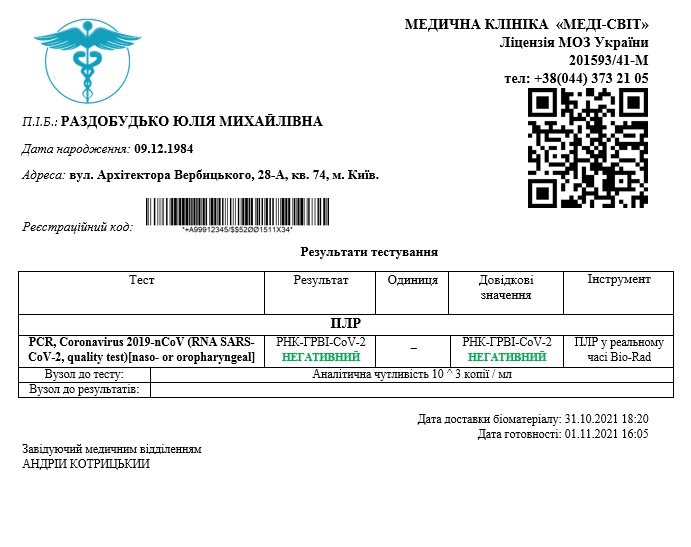 МЕДИЧНА КЛІНІКА «МЕДІ-СВІТ»
Ліцензія МОЗ України
201593/41-М
тел: +38(044) 373 21 05
П.І.Б.: РАЗДОБУДЬКО ЮЛІЯ МИХАЙЛІВНА
Дата народження: 09.12.1984
Адреса: вул. Архітектора Вербицького, 28-А, кв. 74, м. Київ.
Реєстраційний код:
*+A99912345/$$52ØØ1511X34*
Результати тестування
Тест Результат Одиниця Довідкові значення Інструмент
ПЛР
PCR, Coronavirus 2019-nCoV (RNA SARS- РНК-ГРВІ-CoV-2 – РНК-ГРВІ-CoV-2 ПЛР у реальному
CoV-2, quality test)[naso- or oropharyngeal] НЕГАТИВНИЙ НЕГАТИВНИЙ часі Bio-Rad
Вузол до тесту: Аналітична чутливість 10 ^ 3 копії / мл
Вузол до результатів:
Дата доставки біоматеріалу: 31.10.2021 18:20
Дата готовності: 01.11.2021 16:05
Завідуючий медичним відділенням
АНДРІИ КОТРИЦЬКИИ